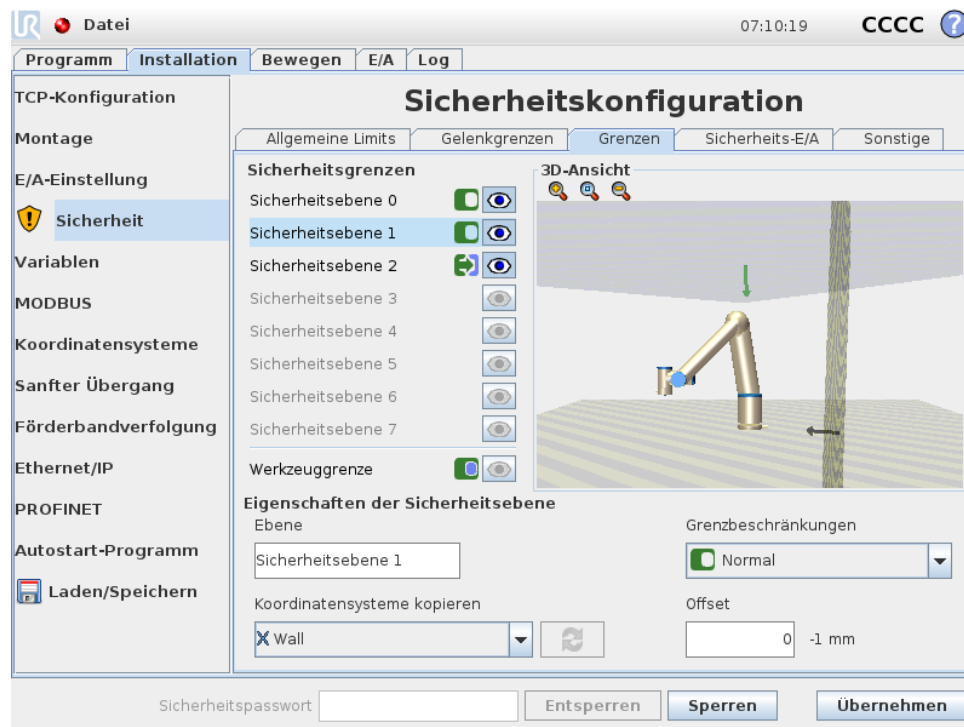 UR Datei 07:10:19 CCCC ?
Programm Installation Bewegen E/A Log
TCP-Konfiguration
Montage
E/A-Einstellung
Sicherheit
Variablen
MODBUS
Koordinatensysteme
Sanfter Übergang
Förderbandverfolgung
Ethernet/IP
PROFINET
Autostart-Programm
Laden/Speichern
Sicherheitskonfiguration
Allgemeine Limits Gelenkgrenzen Grenzen Sicherheits-E/A Sonstige
Sicherheitsgrenzen
Sicherheitsebene 0
Sicherheitsebene 1
Sicherheitsebene 2
Sicherheitsebene 3
Sicherheitsebene 4
Sicherheitsebene 5
Sicherheitsebene 6
Sicherheitsebene 7
Werkzeuggrenze
3D-Ansicht
Eigenschaften der Sicherheitsebene
Ebene
Sicherheitsebene 1
Grenzbeschränkungen
Normal
Koordinatensysteme kopieren
Wall
Offset
0 -1 mm
Sicherheitspasswort Entsperren Sperren Übernehmen